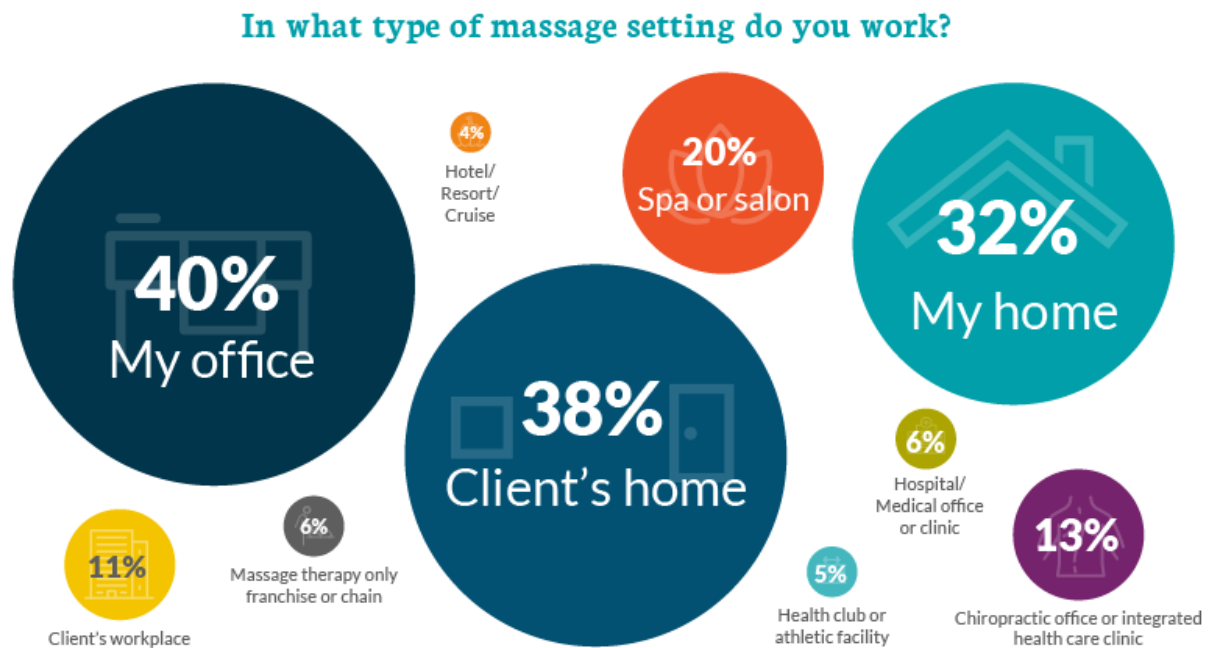 In what type of massage setting do you work?
40%
My office
4%
Hotel/
Resort/
Cruise
20%
Spa or salon
32%
My home
38%
Client’s home
11%
Client’s workplace
6%
Massage therapy only
franchise or chain
5%
Health club or
athletic facility
6%
Hospital/
Medical office
or clinic
13%
Chiropractic office or integrated
health care clinic